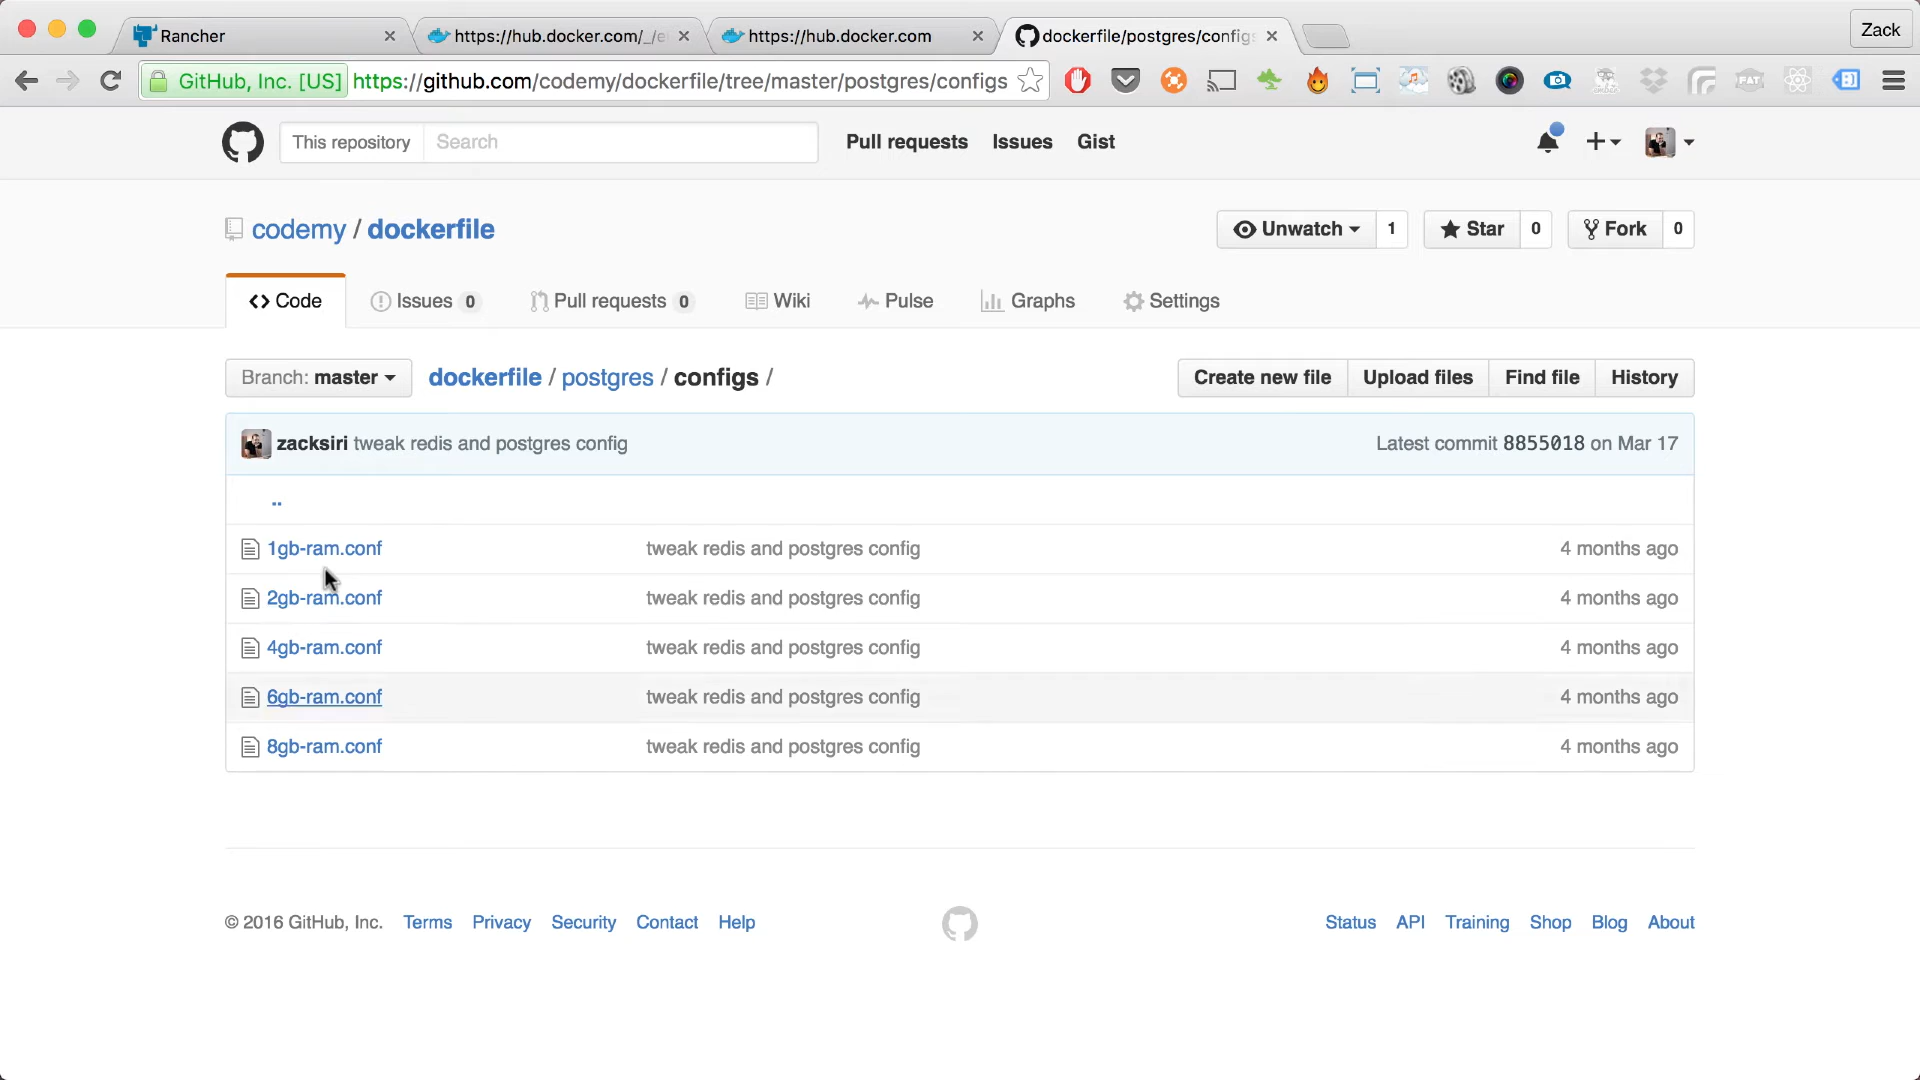 Rancher
https://hub.docker.com/_/e
https://hub.docker.com
dockerfile/postgres/configs
Zack
GitHub, Inc. [US]
https://github.com/codemy/dockerfile/tree/master/postgres/configs
This repository
Search
Pull requests
Issues
Gist
codemy / dockerfile
Unwatch 1
Star 0
Fork 0
Code
Issues 0
Pull requests 0
Wiki
Pulse
Graphs
Settings
Branch: master
dockerfile / postgres / configs /
Create new file
Upload files
Find file
History
zacksiri tweak redis and postgres config
Latest commit 8855018 on Mar 17
..
1gb-ram.conf tweak redis and postgres config 4 months ago
2gb-ram.conf tweak redis and postgres config 4 months ago
4gb-ram.conf tweak redis and postgres config 4 months ago
6gb-ram.conf tweak redis and postgres config 4 months ago
8gb-ram.conf tweak redis and postgres config 4 months ago
© 2016 GitHub, Inc. Terms Privacy Security Contact Help
Status API Training Shop Blog About